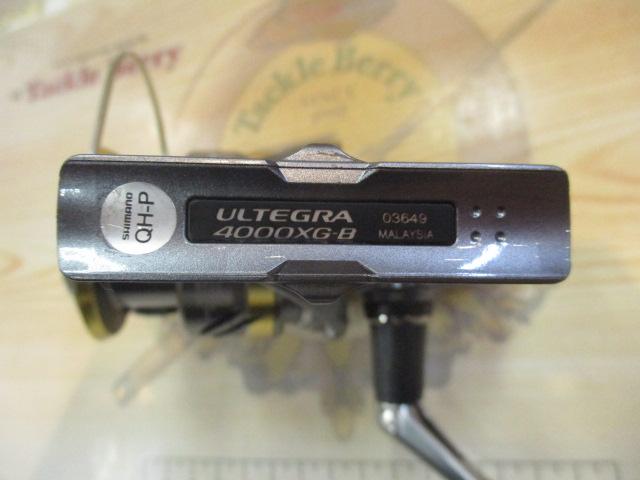 Tackle Berry
Tackle Berry
SHIMANO
QH-P
ULTEGRA
4000XG-B
03649
MALAYSIA